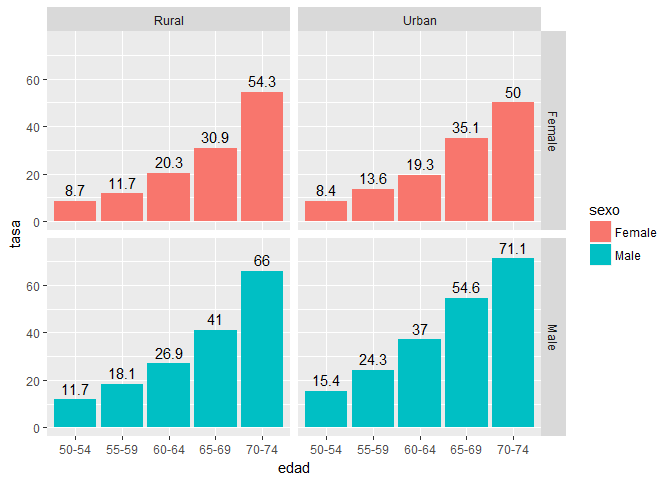 Rural Urban
54.3 50
60
30.9 35.1
40
20.3 19.3
20
8.7 11.7 8.4 13.6
0
Female
tasa
sexo
Female
Male
66 71.1
60
41 54.6
40
26.9 37
20
11.7 18.1 15.4 24.3
0
Male
50-54 55-59 60-64 65-69 70-74 50-54 55-59 60-64 65-69 70-74
edad